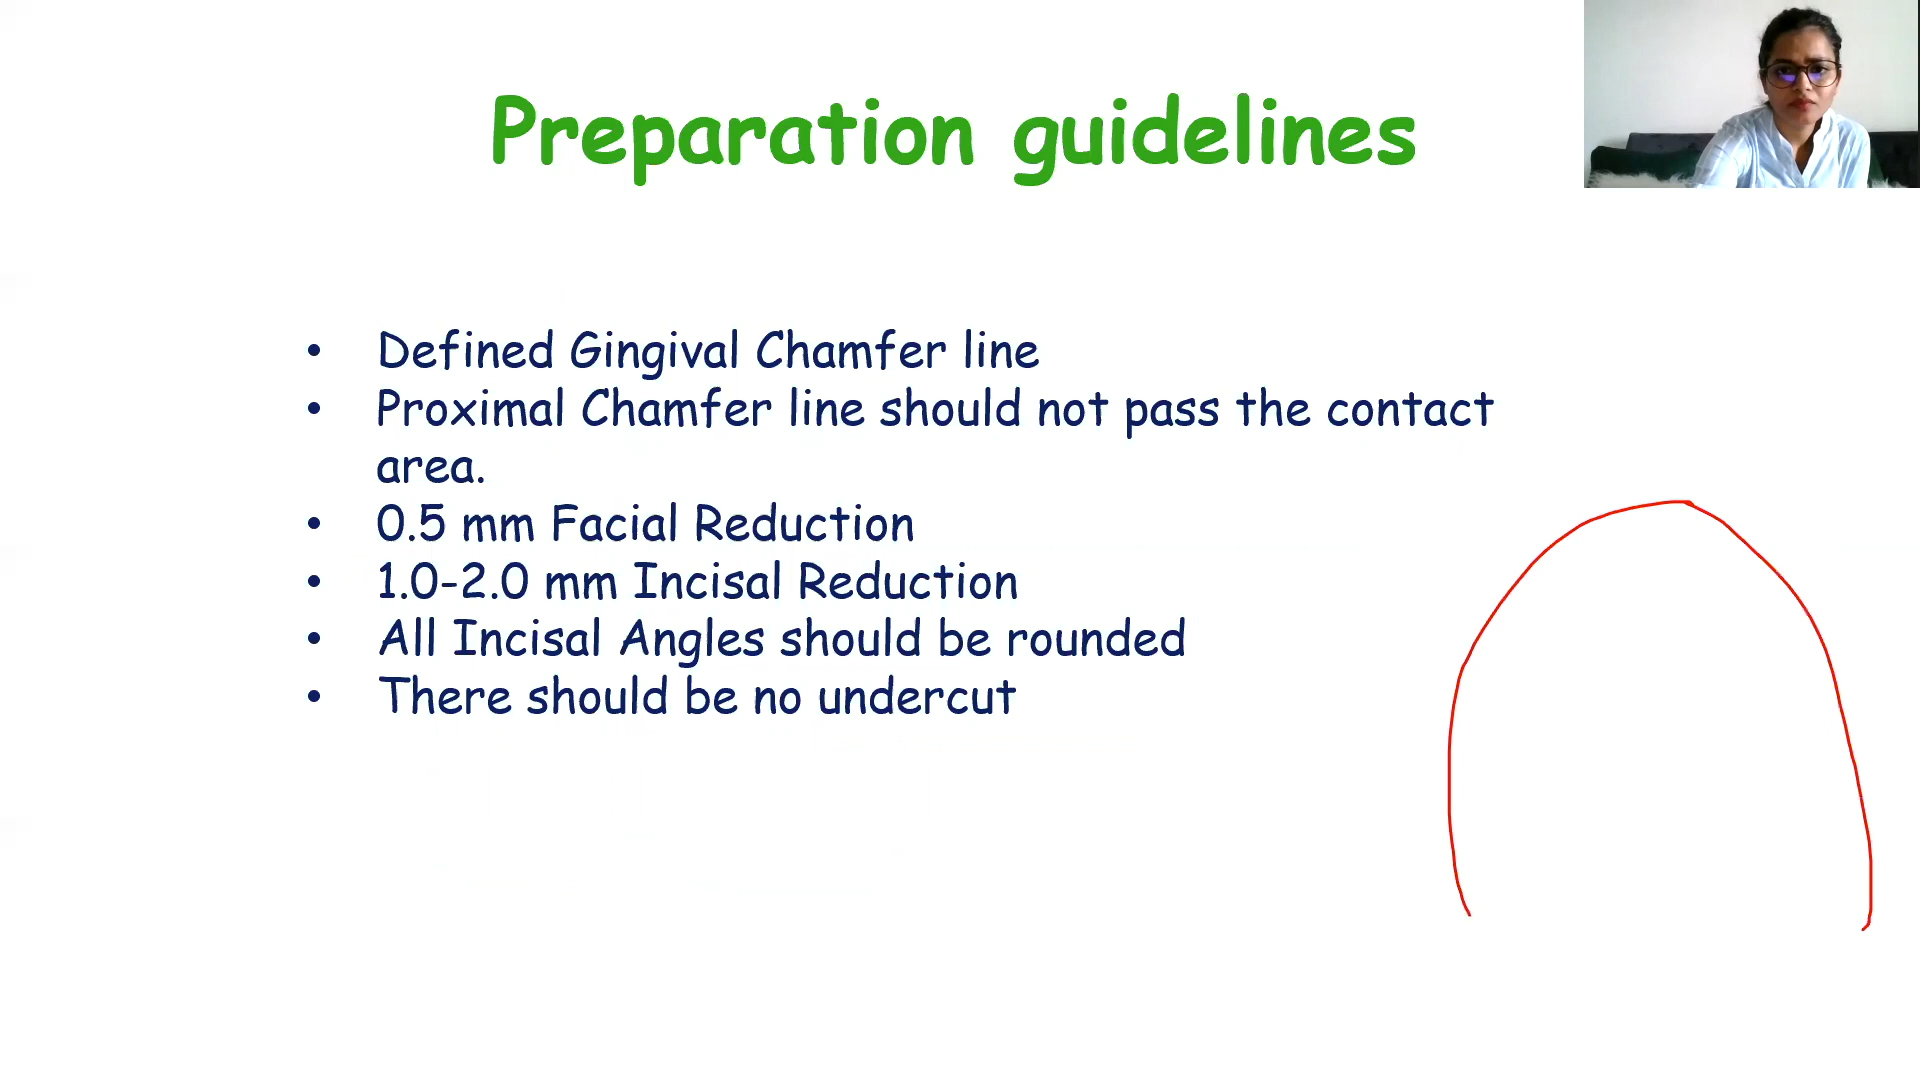 Preparation guidelines
• Defined Gingival Chamfer line
• Proximal Chamfer line should not pass the contact
area.
• 0.5 mm Facial Reduction
• 1.0-2.0 mm Incisal Reduction
• All Incisal Angles should be rounded
• There should be no undercut